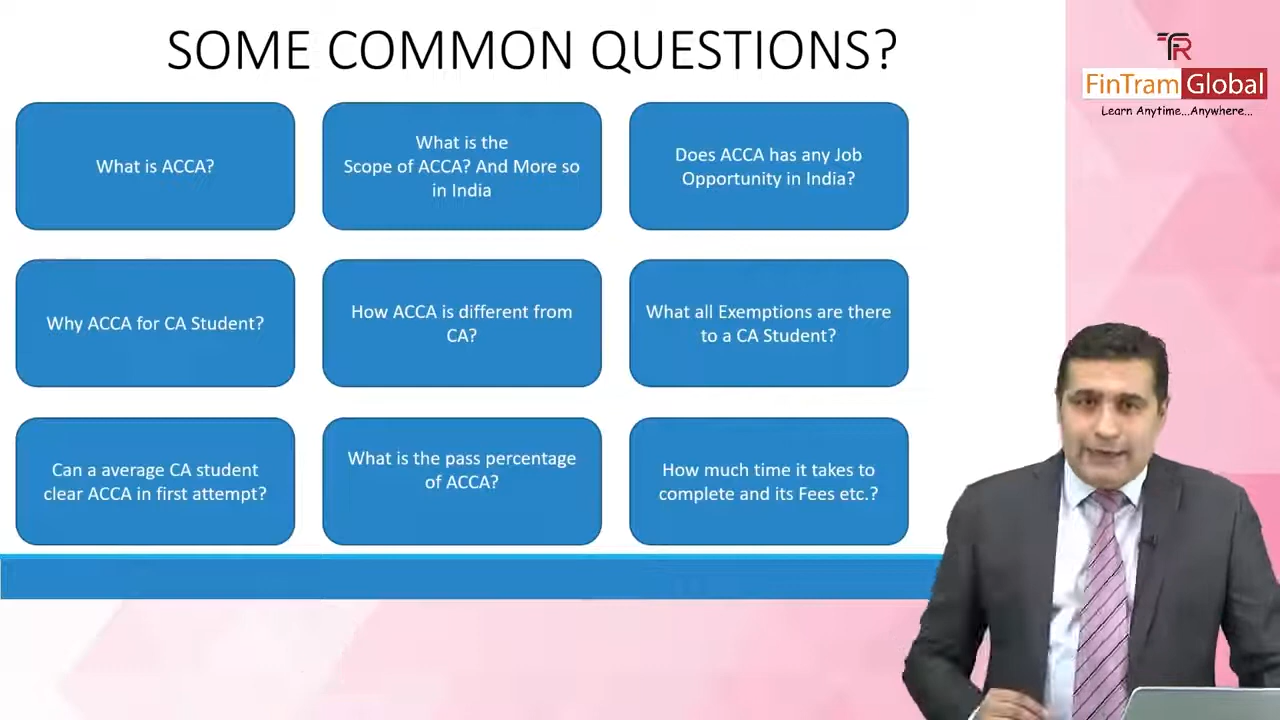 SOME COMMON QUESTIONS?
TR
FinTram Global
Learn Anytime...Anywhere...
What is ACCA?
What is the
Scope of ACCA? And More so
in India
Does ACCA has any Job
Opportunity in India?
Why ACCA for CA Student?
How ACCA is different from
CA?
What all Exemptions are there
to a CA Student?
Can a average CA student
clear ACCA in first attempt?
What is the pass percentage
of ACCA?
How much time it takes to
complete and its Fees etc.?